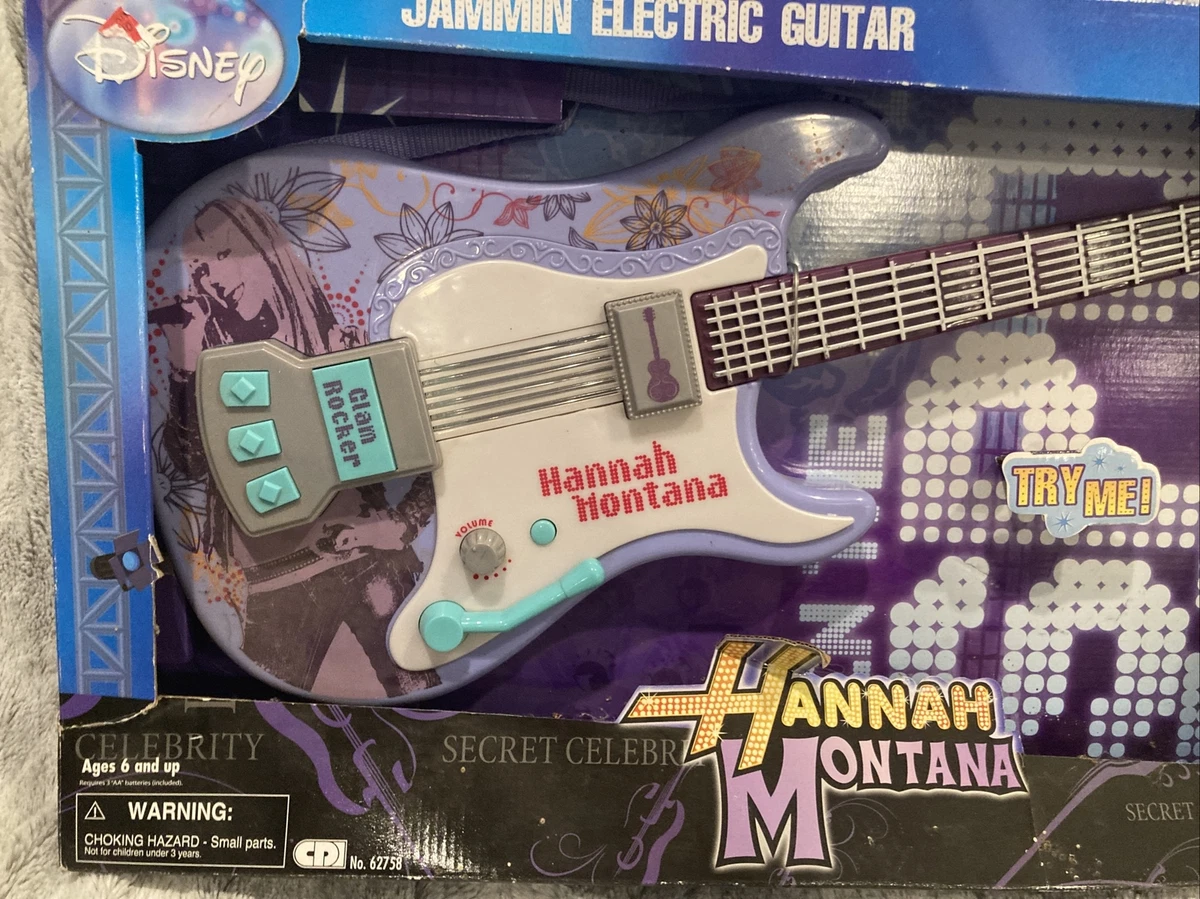 JAMMIN' ELECTRIC GUITAR
DISNEY
Glam
Rocker
Hannah
Montana
VOLUME
TRY ME!
HANNAH
MONTANA
CELEBRITY
SECRET CELEBRI
SECRET
Ages 6 and up
Requires 3 "AA" batteries (included).
WARNING:
CHOKING HAZARD - Small parts.
Not for children under 3 years.
CDI No. 62758